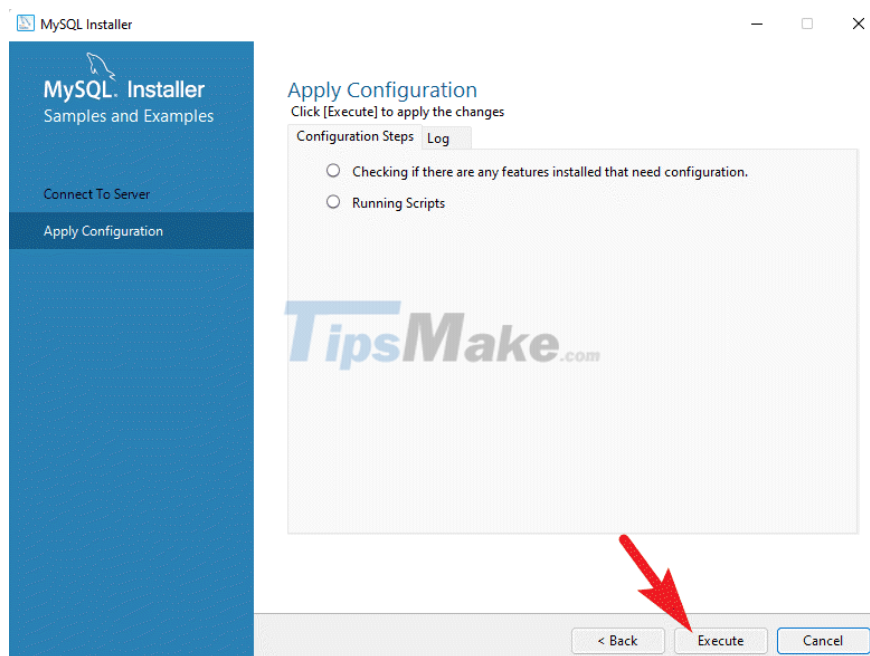 MySQL Installer
MySQL. Installer
Samples and Examples
Connect To Server
Apply Configuration
Apply Configuration
Click [Execute] to apply the changes
Configuration Steps Log
Checking if there are any features installed that need configuration.
Running Scripts
TipsMake.com
< Back Execute Cancel